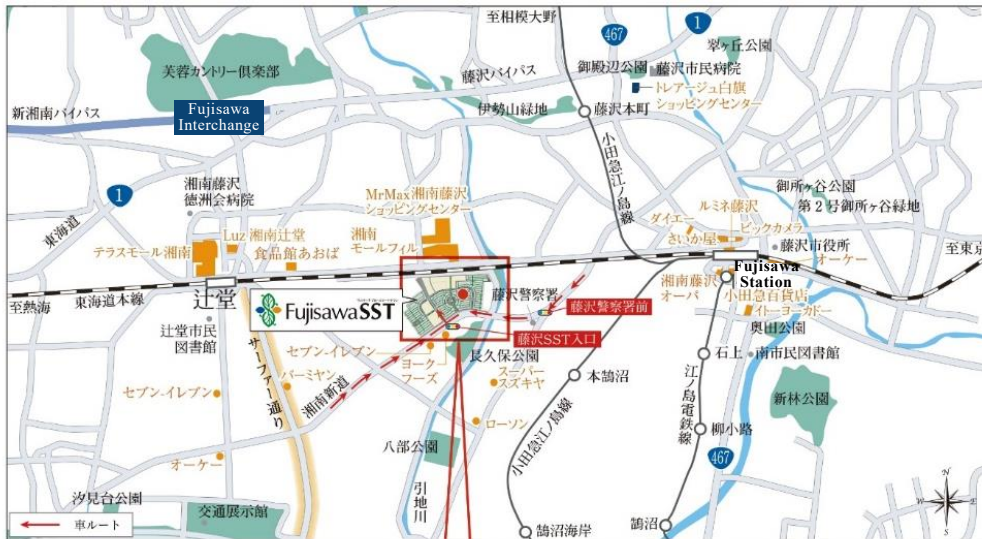 至相模大野
467
1
翠ヶ丘公園
芙蓉カントリー倶楽部
藤沢バイパス
御殿辺公園
藤沢市民病院
トレアージュ白旗
ショッピングセンター
新湘南バイパス
Fujisawa
Interchange
伊勢山緑地
藤沢本町
小田急江ノ島線
1
東海道
湘南藤沢
徳洲会病院
MrMax湘南藤沢
ショッピングセンター
御所ヶ谷公園
第2号御所ヶ谷緑地
ルミネ藤沢
ダイエー
ビックカメラ
さいか屋
藤沢市役所
オーケー
至東京
テラスモール湘南
Luz湘南辻堂
食品館あおば
湘南
モールフィル
至熱海
東海道本線
辻堂
Fujisawa SST
藤沢警察署
藤沢警察署前
藤沢SST入口
Fujisawa
Station
湘南藤沢
オーパ
小田急百貨店
イトーヨーカドー
奥田公園
辻堂市民
図書館
サーファー通り
セブン-イレブン
ヨーク
フーズ
長久保公園
スーパー
スズキヤ
石上
南市民図書館
江ノ島電鉄線
本鵠沼
セブン-イレブン
バーミヤン
湘南新道
ローソン
小田急江ノ島線
新林公園
柳小路
467
オーケー
八部公園
引地川
汐見台公園
交通展示館
鵠沼海岸
鵠沼
車ルート
N
W
E
S